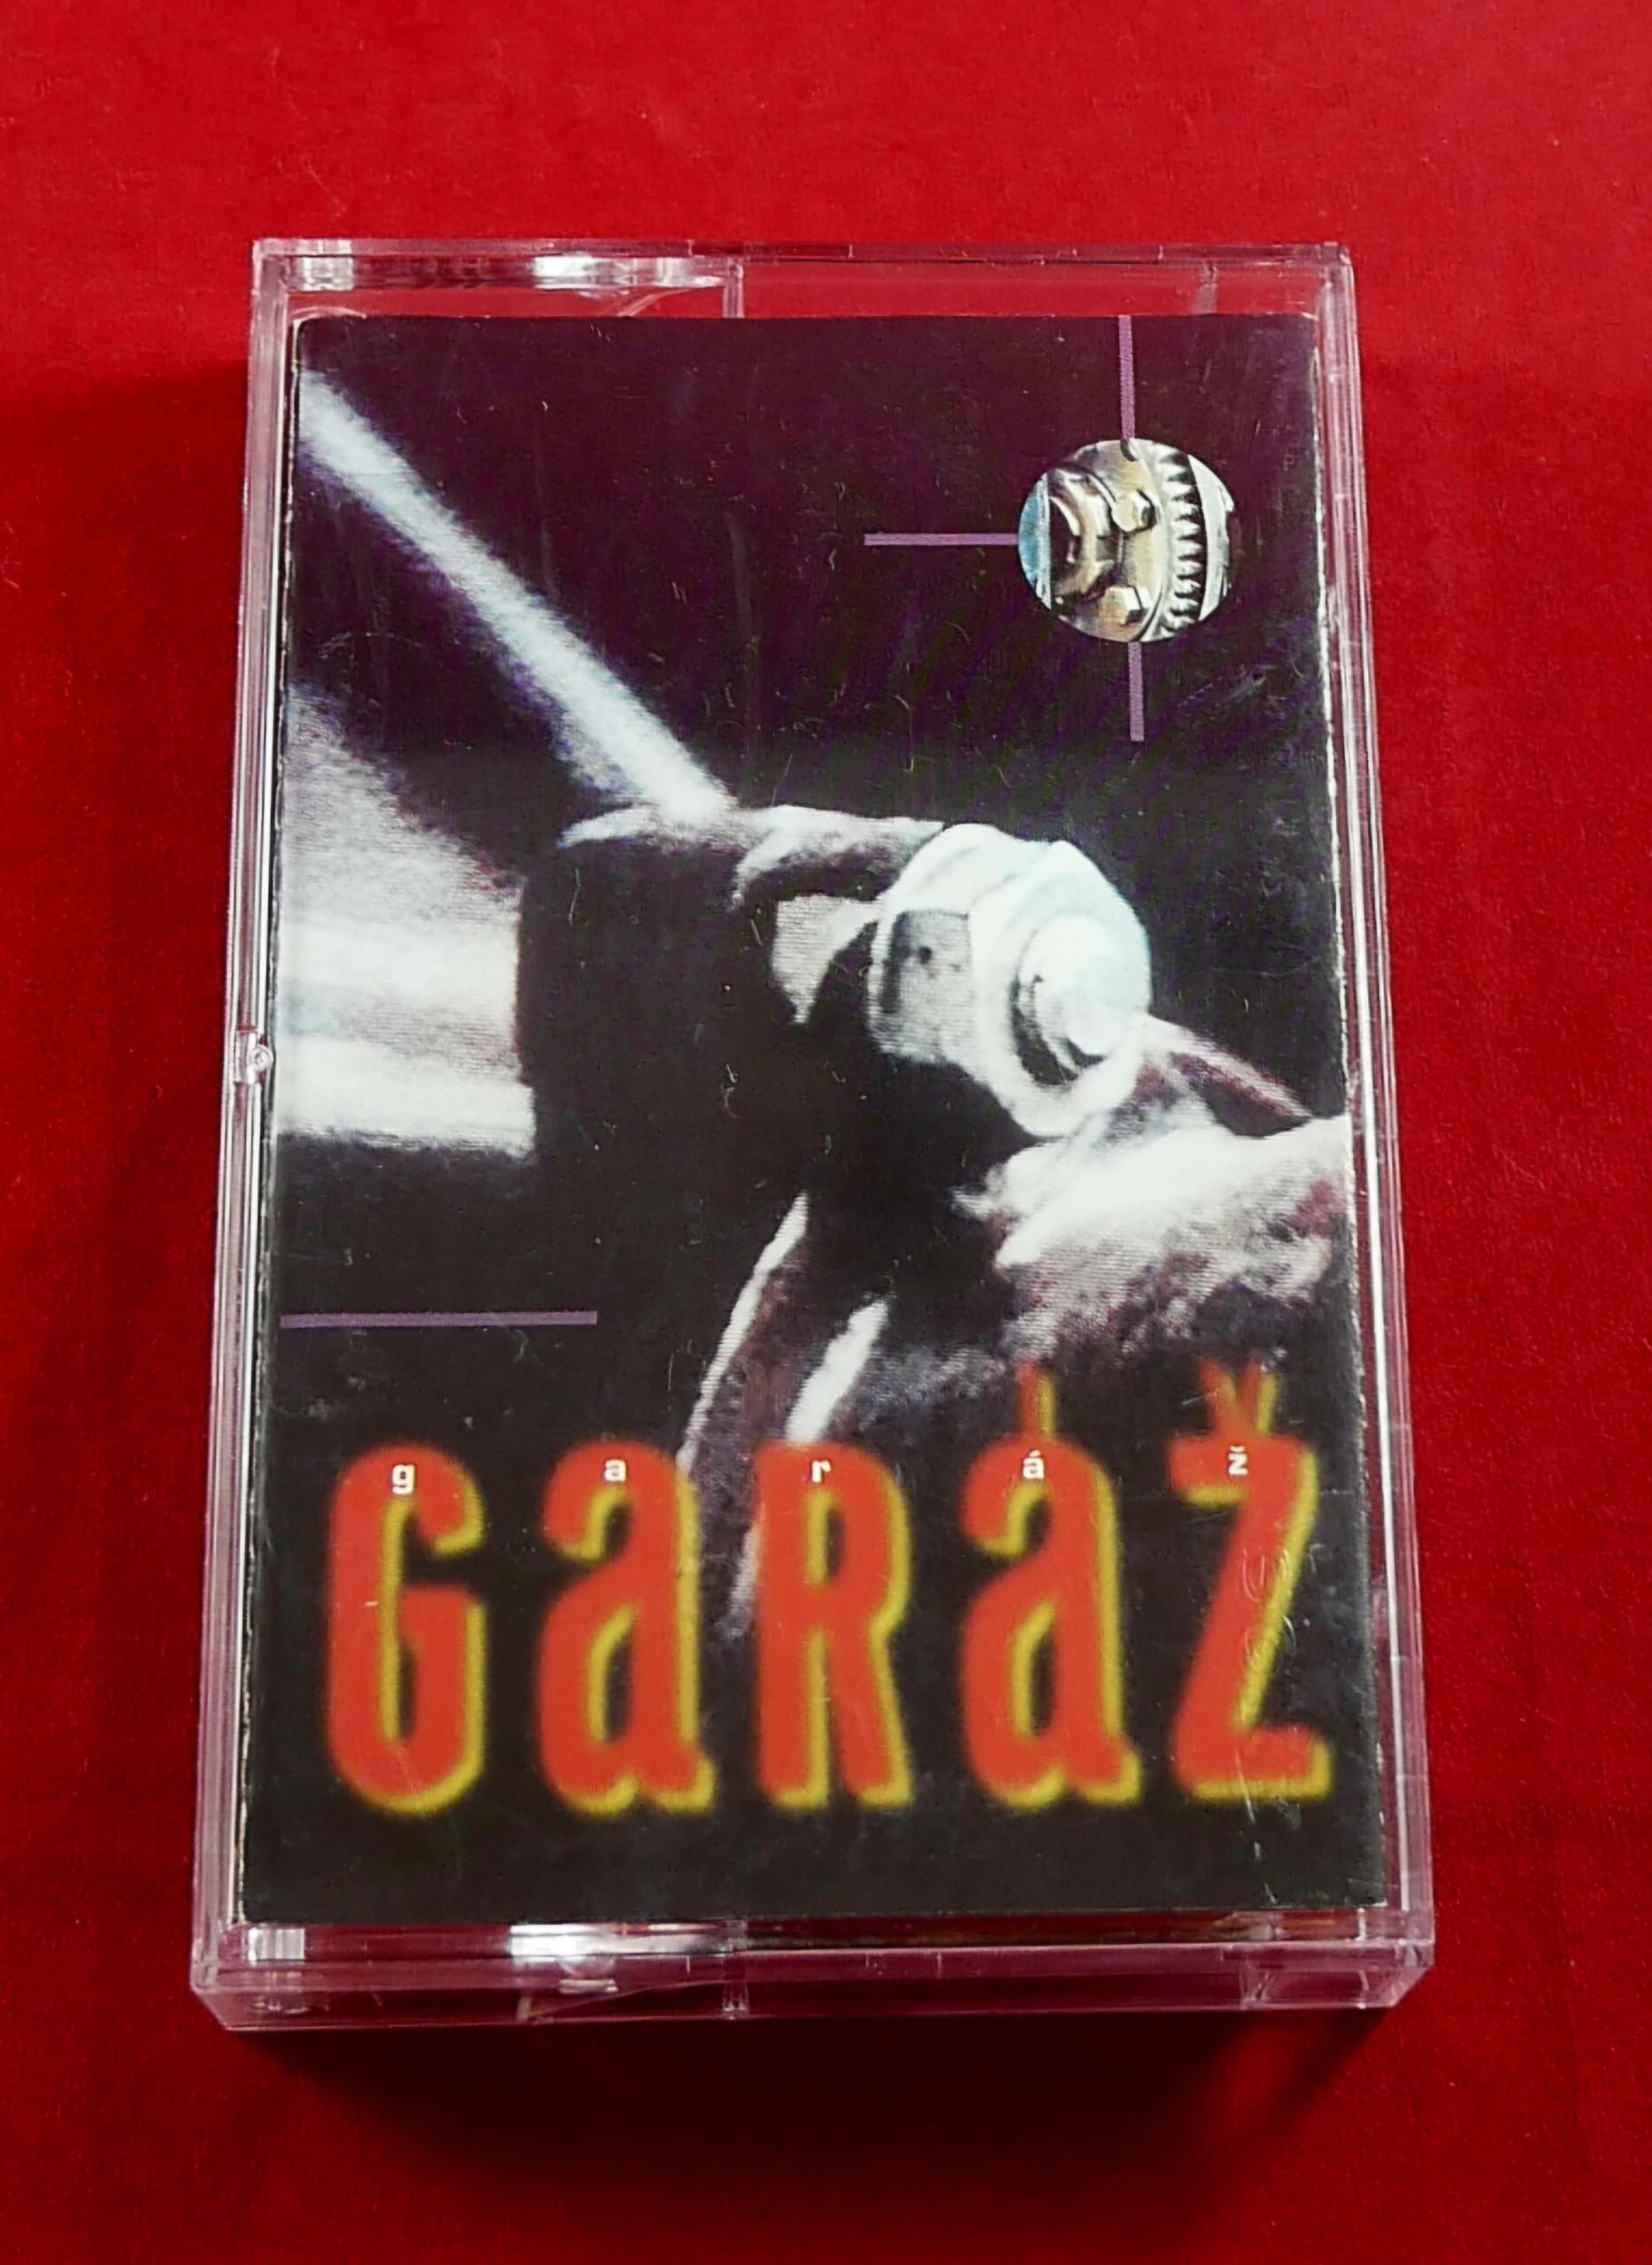 g a r á ž
GaRáŽ